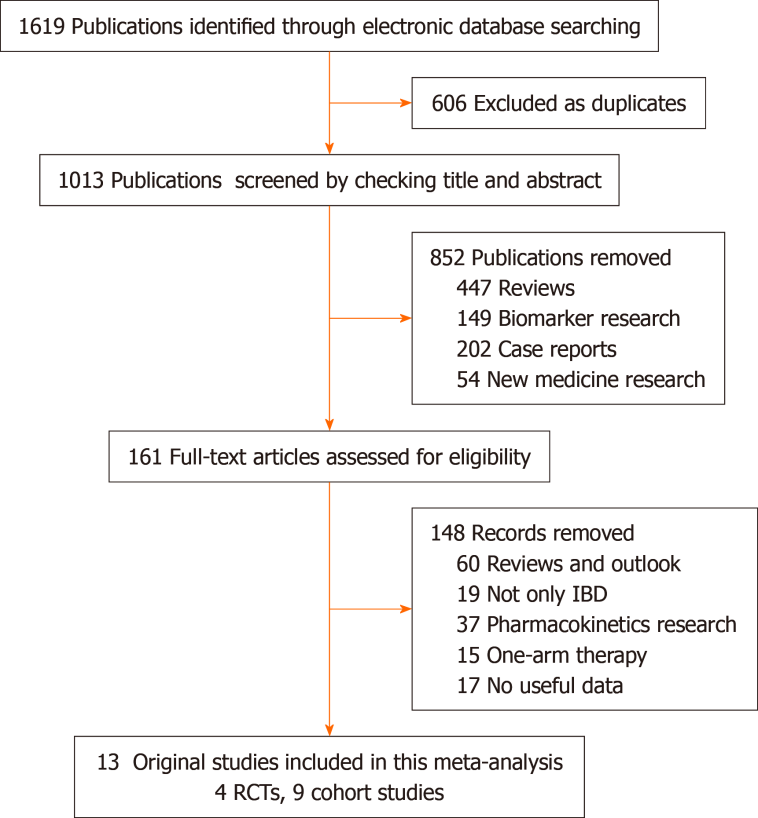 1619 Publications identified through electronic database searching
606 Excluded as duplicates
1013 Publications screened by checking title and abstract
852 Publications removed
447 Reviews
149 Biomarker research
202 Case reports
54 New medicine research
161 Full-text articles assessed for eligibility
148 Records removed
60 Reviews and outlook
19 Not only IBD
37 Pharmacokinetics research
15 One-arm therapy
17 No useful data
13 Original studies included in this meta-analysis
4 RCTs, 9 cohort studies